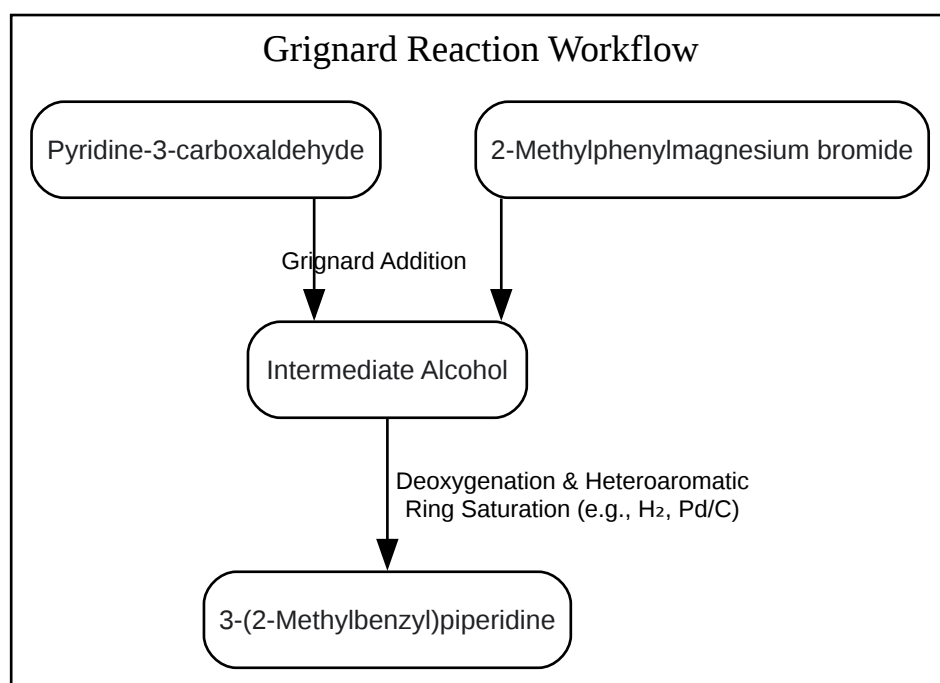 Grignard Reaction Workflow
Pyridine-3-carboxaldehyde
2-Methylphenylmagnesium bromide
Grignard Addition
Intermediate Alcohol
Deoxygenation & Heteroaromatic
Ring Saturation (e.g., H₂, Pd/C)
3-(2-Methylbenzyl)piperidine